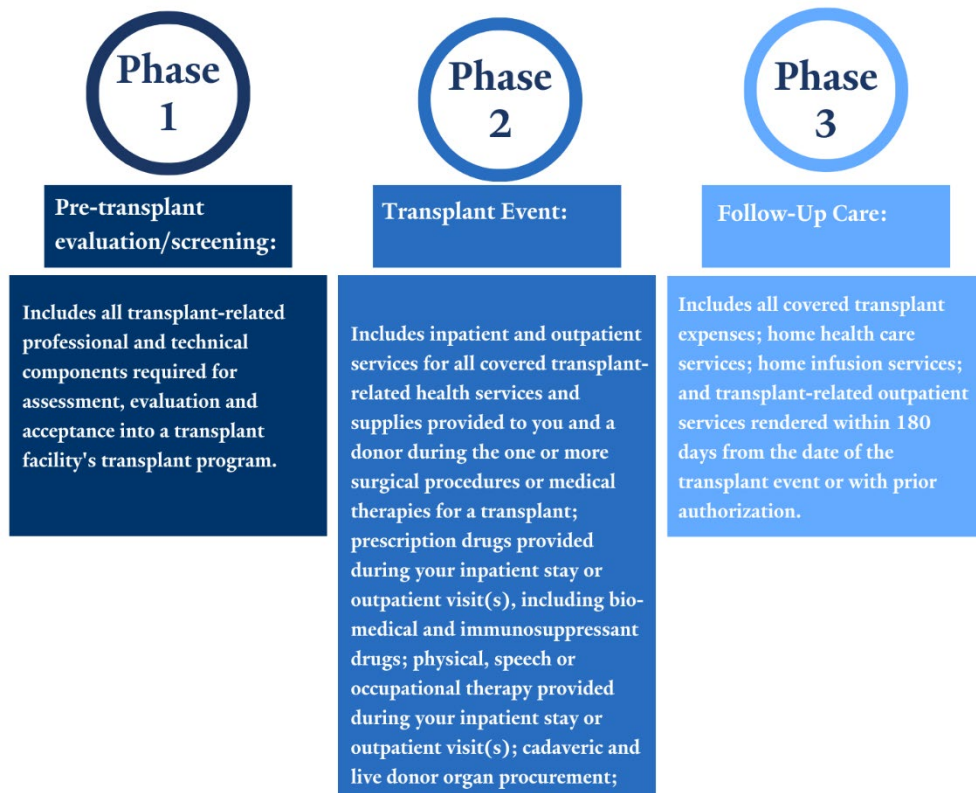 Phase
1
Pre-transplant
evaluation/screening:
Includes all transplant-related
professional and technical
components required for
assessment, evaluation and
acceptance into a transplant
facility's transplant program.
Phase
2
Transplant Event:
Includes inpatient and outpatient
services for all covered transplant-
related health services and
supplies provided to you and a
donor during the one or more
surgical procedures or medical
therapies for a transplant;
prescription drugs provided
during your inpatient stay or
outpatient visit(s), including bio-
medical and immunosuppressant
drugs; physical, speech or
occupational therapy provided
during your inpatient stay or
outpatient visit(s); cadaveric and
live donor organ procurement;
Phase
3
Follow-Up Care:
Includes all covered transplant
expenses; home health care
services; home infusion services;
and transplant-related outpatient
services rendered within 180
days from the date of the
transplant event or with prior
authorization.